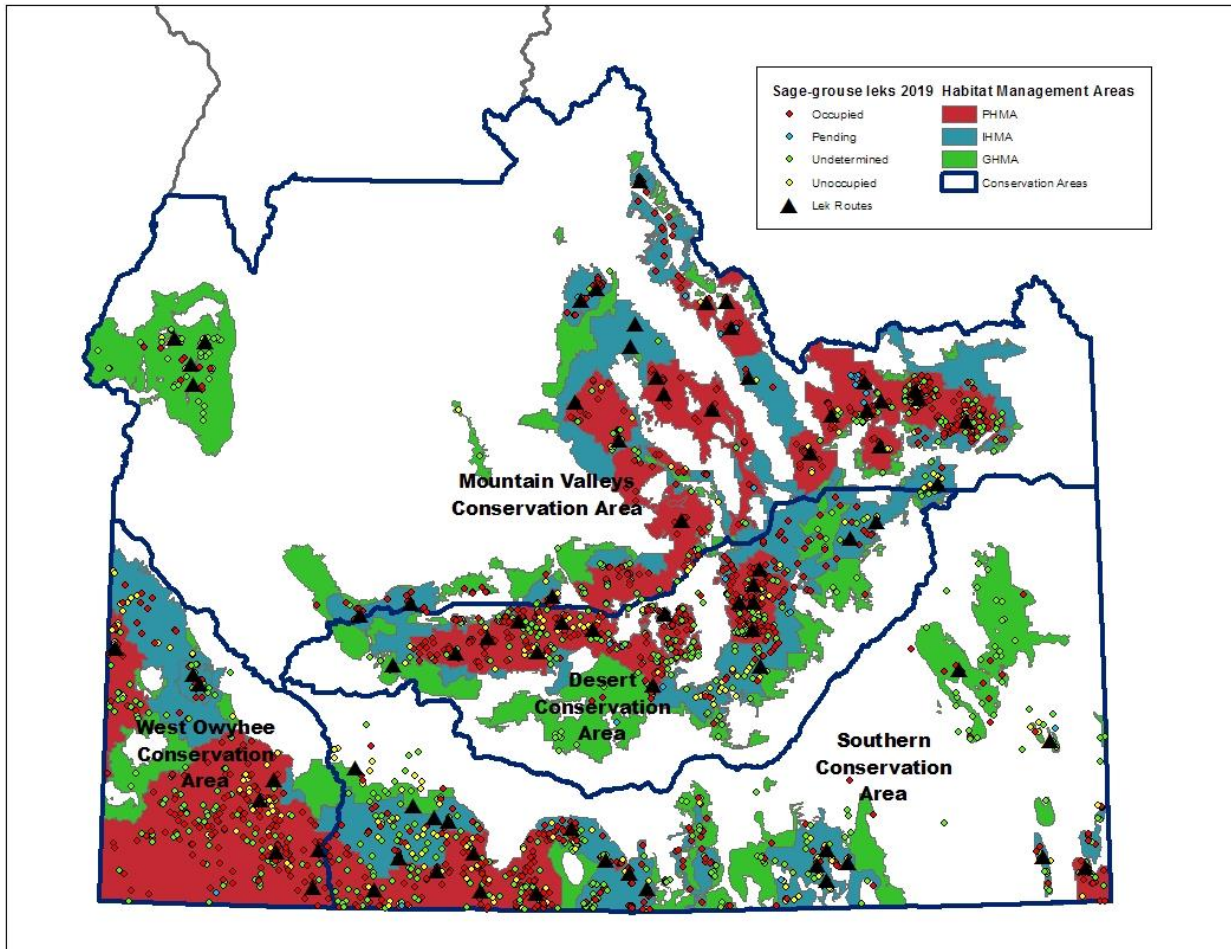 Sage-grouse leks 2019 Habitat Management Areas
Occupied PHMA
Pending IHMA
Undetermined GHMA
Unoccupied Conservation Areas
Lek Routes
Mountain Valleys
Conservation Area
Desert
Conservation
Area
West Owyhee
Conservation
Area
Southern
Conservation
Area